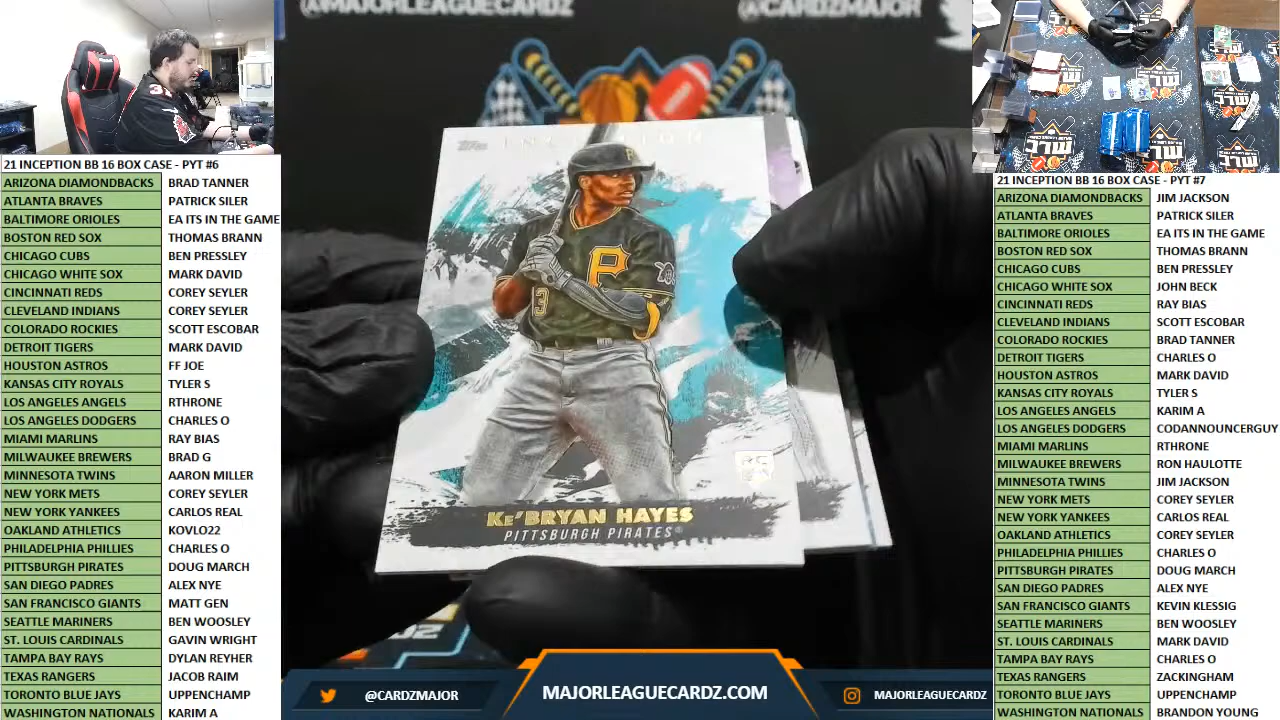 @MAJORLEAGUECARDZ
@CARDZMAJOR
21 INCEPTION BB 16 BOX CASE - PYT #6
ARIZONA DIAMONDBACKS BRAD TANNER
ATLANTA BRAVES PATRICK SILER
BALTIMORE ORIOLES EA ITS IN THE GAME
BOSTON RED SOX THOMAS BRANN
CHICAGO CUBS BEN PRESSLEY
CHICAGO WHITE SOX MARK DAVID
CINCINNATI REDS COREY SEYLER
CLEVELAND INDIANS COREY SEYLER
COLORADO ROCKIES SCOTT ESCOBAR
DETROIT TIGERS MARK DAVID
HOUSTON ASTROS FF JOE
KANSAS CITY ROYALS TYLER S
LOS ANGELES ANGELS RTHRONE
LOS ANGELES DODGERS CHARLES O
MIAMI MARLINS RAY BIAS
MILWAUKEE BREWERS BRAD G
MINNESOTA TWINS AARON MILLER
NEW YORK METS COREY SEYLER
NEW YORK YANKEES CARLOS REAL
OAKLAND ATHLETICS KOVLO22
PHILADELPHIA PHILLIES CHARLES O
PITTSBURGH PIRATES DOUG MARCH
SAN DIEGO PADRES ALEX NYE
SAN FRANCISCO GIANTS MATT GEN
SEATTLE MARINERS BEN WOOSLEY
ST. LOUIS CARDINALS GAVIN WRIGHT
TAMPA BAY RAYS DYLAN REYHER
TEXAS RANGERS JACOB RAIM
TORONTO BLUE JAYS UPPENCHAMP
WASHINGTON NATIONALS KARIM A
Topps INCEPTION
P
P
3
RC
KE'BRYAN HAYES
PITTSBURGH PIRATES®
@CARDZMAJOR
MAJORLEAGUECARDZ.COM
MAJORLEAGUECARDZ
21 INCEPTION BB 16 BOX CASE - PYT #7
ARIZONA DIAMONDBACKS JIM JACKSON
ATLANTA BRAVES PATRICK SILER
BALTIMORE ORIOLES EA ITS IN THE GAME
BOSTON RED SOX THOMAS BRANN
CHICAGO CUBS BEN PRESSLEY
CHICAGO WHITE SOX JOHN BECK
CINCINNATI REDS RAY BIAS
CLEVELAND INDIANS SCOTT ESCOBAR
COLORADO ROCKIES BRAD TANNER
DETROIT TIGERS CHARLES O
HOUSTON ASTROS MARK DAVID
KANSAS CITY ROYALS TYLER S
LOS ANGELES ANGELS KARIM A
LOS ANGELES DODGERS CODANNOUNCERGUY
MIAMI MARLINS RTHRONE
MILWAUKEE BREWERS RON HAULOTTE
MINNESOTA TWINS JIM JACKSON
NEW YORK METS COREY SEYLER
NEW YORK YANKEES CARLOS REAL
OAKLAND ATHLETICS COREY SEYLER
PHILADELPHIA PHILLIES CHARLES O
PITTSBURGH PIRATES DOUG MARCH
SAN DIEGO PADRES ALEX NYE
SAN FRANCISCO GIANTS KEVIN KLESSIG
SEATTLE MARINERS BEN WOOSLEY
ST. LOUIS CARDINALS MARK DAVID
TAMPA BAY RAYS CHARLES O
TEXAS RANGERS ZACKINGHAM
TORONTO BLUE JAYS UPPENCHAMP
WASHINGTON NATIONALS BRANDON YOUNG